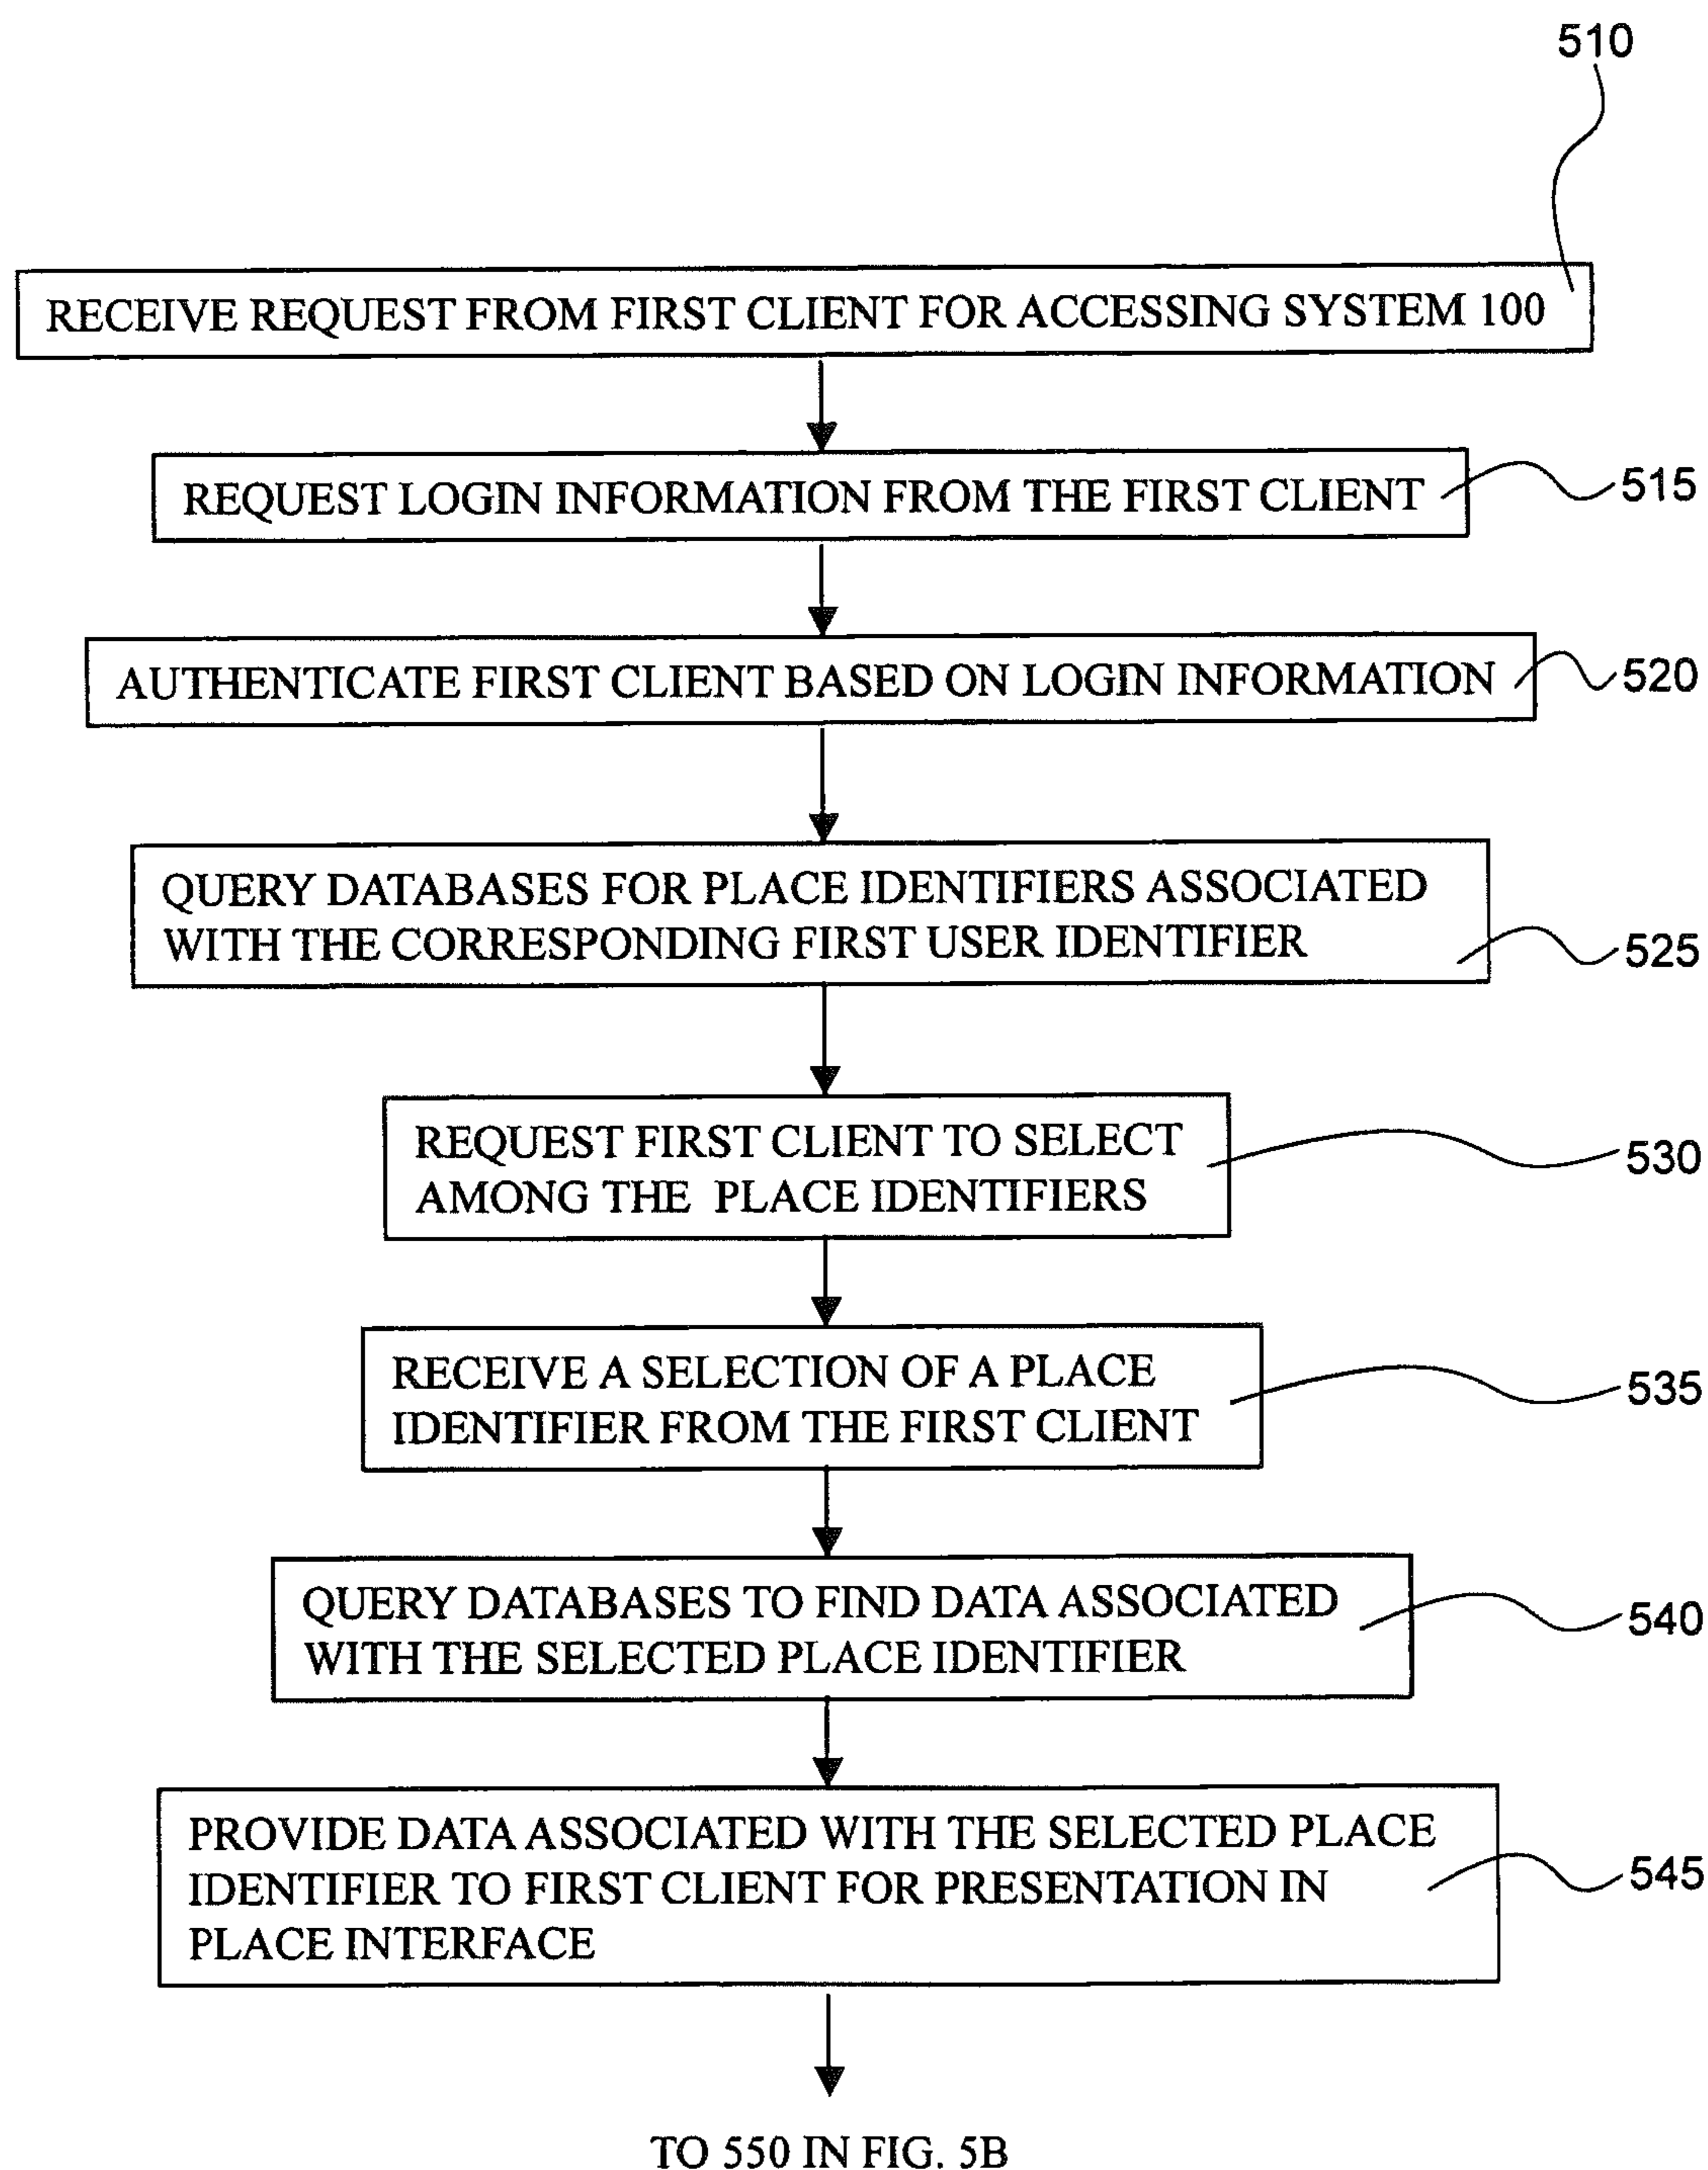 510
RECEIVE REQUEST FROM FIRST CLIENT FOR ACCESSING SYSTEM 100
REQUEST LOGIN INFORMATION FROM THE FIRST CLIENT
515
AUTHENTICATE FIRST CLIENT BASED ON LOGIN INFORMATION
520
QUERY DATABASES FOR PLACE IDENTIFIERS ASSOCIATED
WITH THE CORRESPONDING FIRST USER IDENTIFIER
525
REQUEST FIRST CLIENT TO SELECT
AMONG THE PLACE IDENTIFIERS
530
RECEIVE A SELECTION OF A PLACE
IDENTIFIER FROM THE FIRST CLIENT
535
QUERY DATABASES TO FIND DATA ASSOCIATED
WITH THE SELECTED PLACE IDENTIFIER
540
PROVIDE DATA ASSOCIATED WITH THE SELECTED PLACE
IDENTIFIER TO FIRST CLIENT FOR PRESENTATION IN
PLACE INTERFACE
545
TO 550 IN FIG. 5B